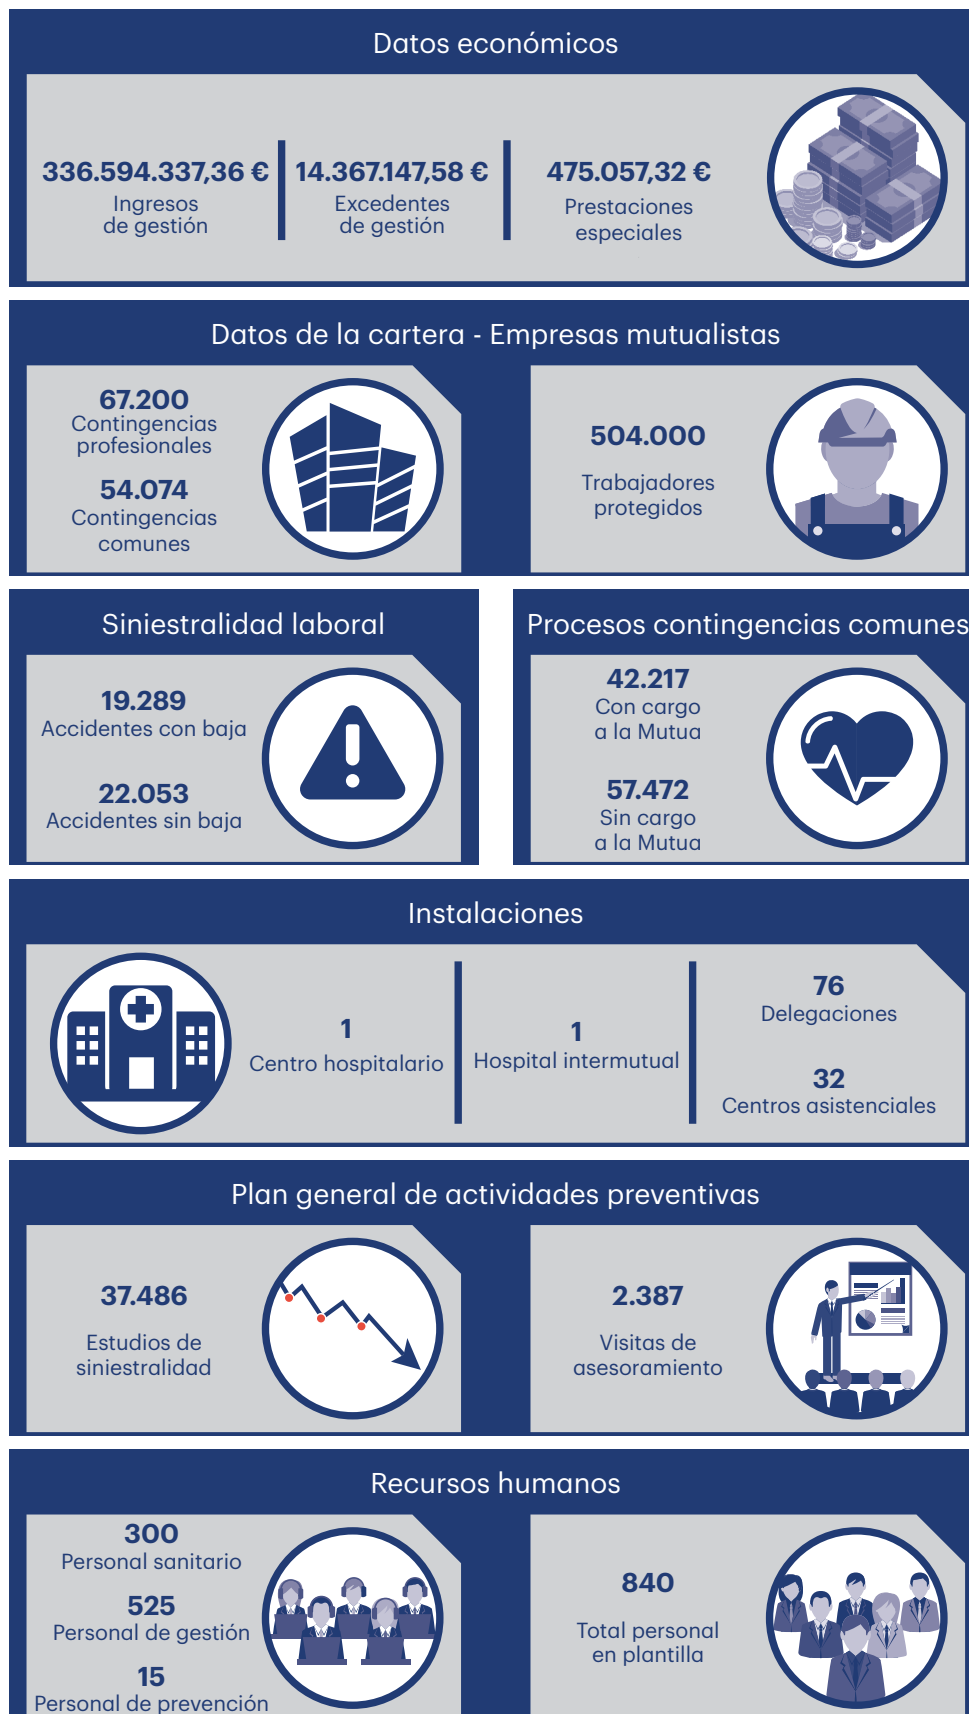 Datos económicos
336.594.337,36 €
Ingresos
de gestión
14.367.147,58 €
Excedentes
de gestión
475.057,32 €
Prestaciones
especiales
Datos de la cartera - Empresas mutualistas
67.200
Contingencias
profesionales
54.074
Contingencias
comunes
504.000
Trabajadores
protegidos
Siniestralidad laboral
19.289
Accidentes con baja
22.053
Accidentes sin baja
Procesos contingencias comunes
42.217
Con cargo
a la Mutua
57.472
Sin cargo
a la Mutua
Instalaciones
1
Centro hospitalario
1
Hospital intermutual
76
Delegaciones
32
Centros asistenciales
Plan general de actividades preventivas
37.486
Estudios de
siniestralidad
2.387
Visitas de
asesoramiento
Recursos humanos
300
Personal sanitario
525
Personal de gestión
15
Personal de prevención
840
Total personal
en plantilla